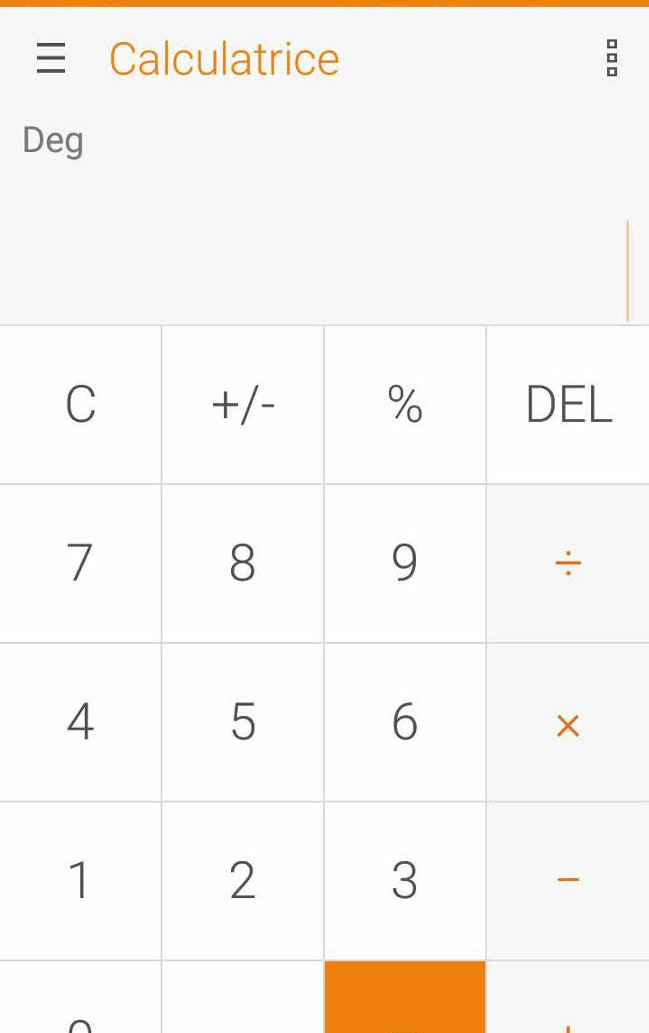 Calculatrice
Deg
C +/- % DEL
7 8 9 ÷
4 5 6 ×
1 2 3 −